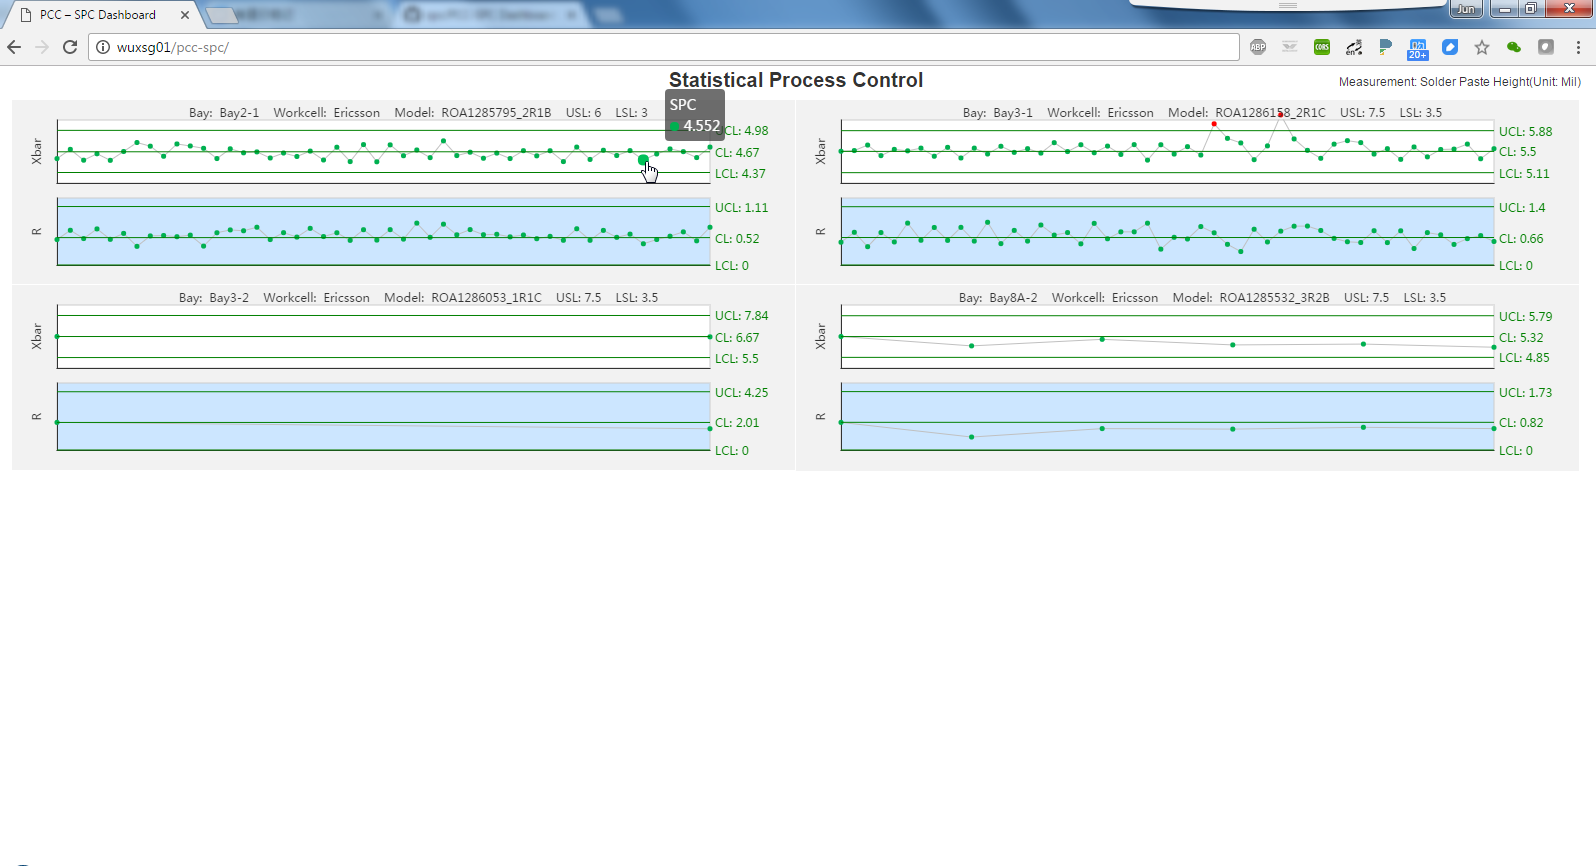 PCC – SPC Dashboard
Jun
wuxsg01/pcc-spc/
ABP
CORS
en
20+
Statistical Process Control
Measurement: Solder Paste Height(Unit: Mil)
Bay: Bay2-1 Workcell: Ericsson Model: ROA1285795_2R1B USL: 6 LSL: 3
SPC
4.552
Xbar
UCL: 4.98
CL: 4.67
LCL: 4.37
R
UCL: 1.11
CL: 0.52
LCL: 0
Bay: Bay3-1 Workcell: Ericsson Model: ROA1286158_2R1C USL: 7.5 LSL: 3.5
Xbar
UCL: 5.88
CL: 5.5
LCL: 5.11
R
UCL: 1.4
CL: 0.66
LCL: 0
Bay: Bay3-2 Workcell: Ericsson Model: ROA1286053_1R1C USL: 7.5 LSL: 3.5
Xbar
UCL: 7.84
CL: 6.67
LCL: 5.5
R
UCL: 4.25
CL: 2.01
LCL: 0
Bay: Bay8A-2 Workcell: Ericsson Model: ROA1285532_3R2B USL: 7.5 LSL: 3.5
Xbar
UCL: 5.79
CL: 5.32
LCL: 4.85
R
UCL: 1.73
CL: 0.82
LCL: 0